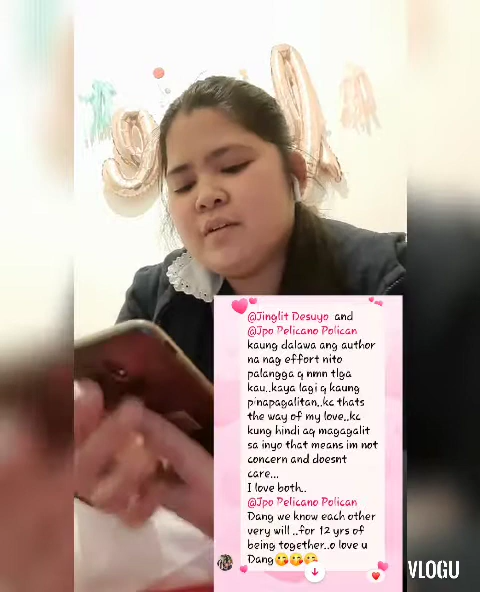 @Jinglit Desuyo and
@Jpo Pelicano Polican
kaung dalawa ang author
na nag effort nito
palangga q nmn tlga
kau..kaya lagi q kaung
pinapagalitan..kc thats
the way of my love..kc
kung hindi aq magagalit
sa inyo that means im not
concern and doesnt
care...
I love both..
@Jpo Pelicano Polican
Dang we know each other
very will ..for 12 yrs of
being together..o love u
Dang😘😘😘
VLOGU